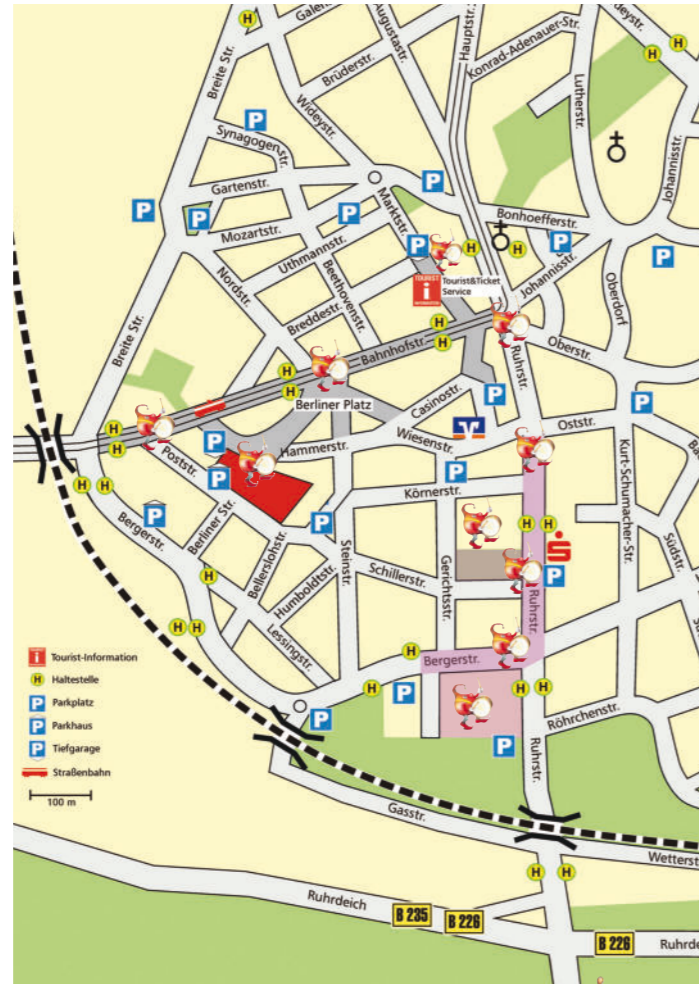 H
Galen
Augustastr.
Hauptstr.
Konrad-Adenauer-Str.
deystr.
H
H
Breite Str.
Brüderstr.
Wideystr.
Lutherstr.
P
Synagogenstr.
Johannisstr.
Gartenstr.
Marktstr.
P
P
P
P
Mozartstr.
Bonhoefferstr.
P
H
H
P
P
Uthmannstr.
Nordstr.
Beethovenstr.
TOURIST
i
INFORMATION
Tourist&Ticket
Service
Johannisstr.
Oberdorf
Breddestr.
H
H
Breite Str.
Bahnhofstr.
Ruhrstr.
Oberstr.
H
H
Berliner Platz
Casinostr.
P
P
H
H
P
Hammerstr.
Wiesenstr.
Oststr.
Poststr.
P
P
Kurt-Schumacher-Str.
H
H
Körnerstr.
Bergerstr.
P
Berliner Str.
P
H
H
Bellerslohstr.
Steinstr.
Südstr.
H
Humboldtstr.
Schillerstr.
Gerichtsstr.
Ruhrstr.
P
H
H
Lessingstr.
H
Bergerstr.
i
Tourist-Information
H
Haltestelle
P
Parkplatz
P
Parkhaus
P
Tiefgarage
Straßenbahn
100 m
H
P
H
H
P
P
Röhrchenstr.
Ruhrstr.
Gasstr.
Wetterst
H
H
Ruhrdeich
B 235
B 226
B 226
Ruhrde